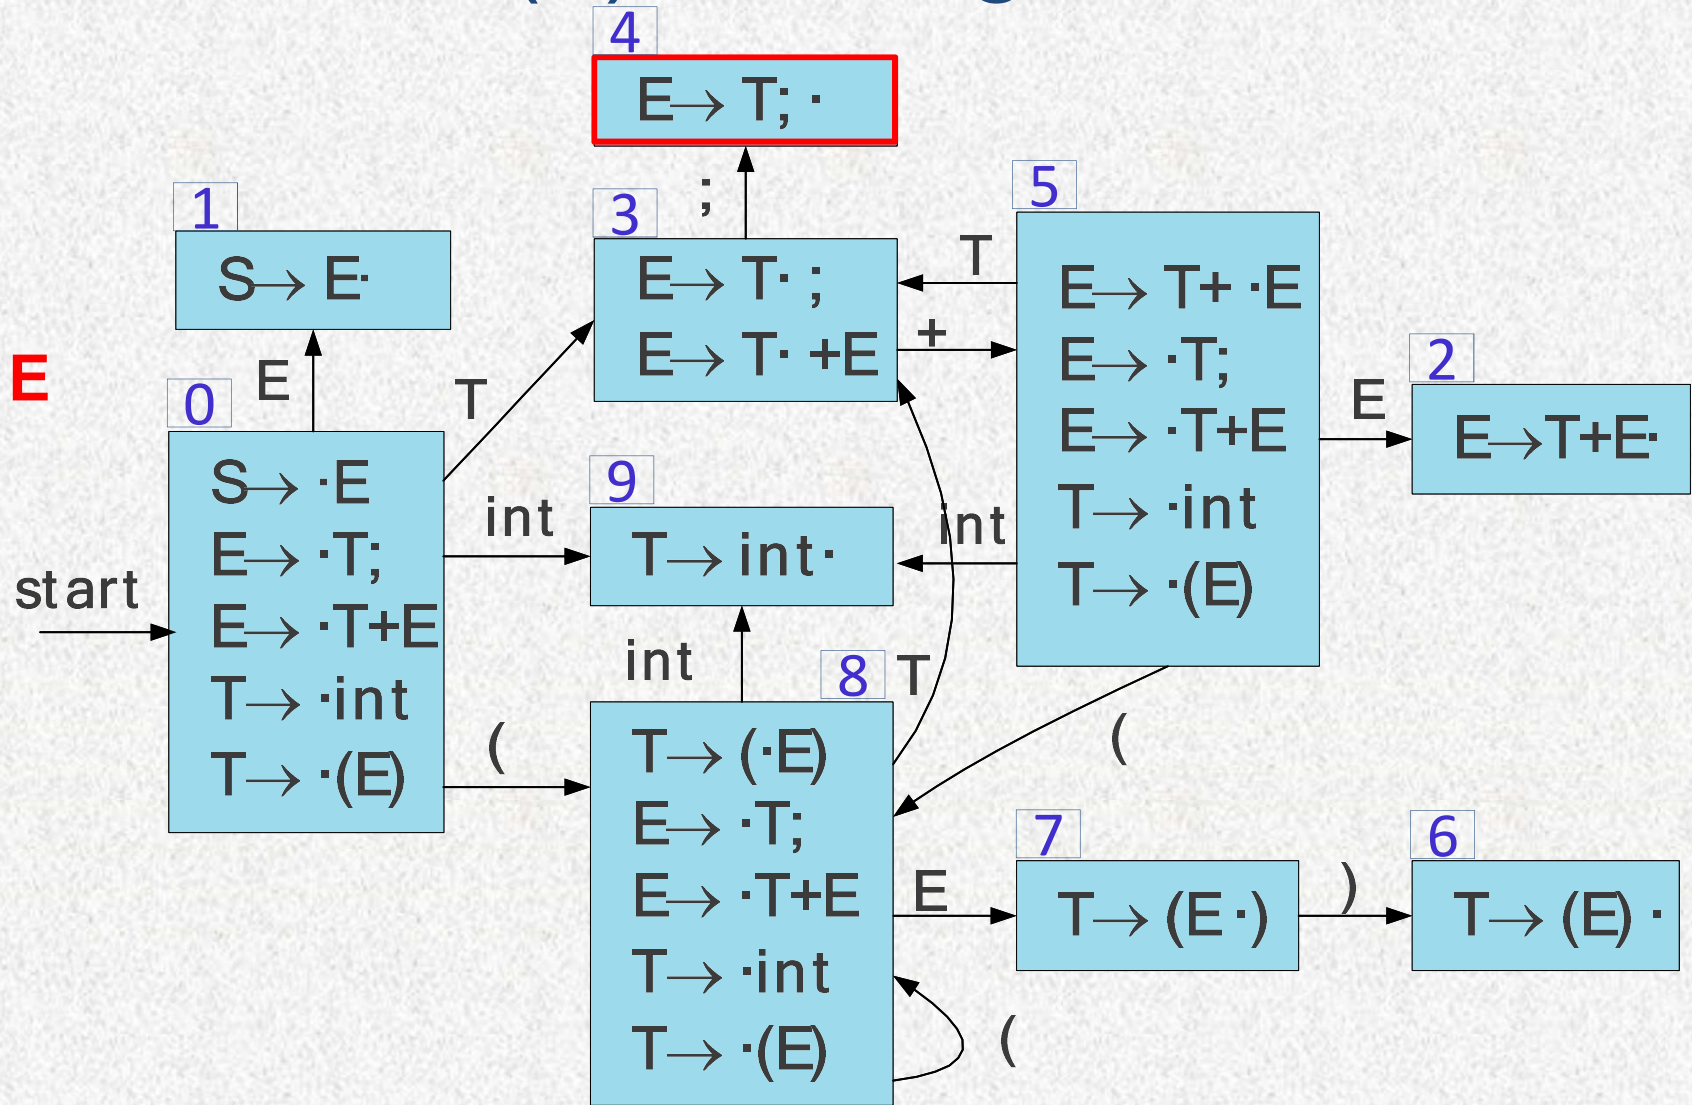 4
E→ T; ·
;
1
S→ E·
3
E→ T· ;
E→ T· +E
T
+
5
E→ T+ ·E
E→ ·T;
E→ ·T+E
T→ ·int
T→ ·(E)
E
2
E→T+E·
E
E
T
0
S→ ·E
E→ ·T;
E→ ·T+E
T→ ·int
T→ ·(E)
start
int
9
T→ int·
int
int
(
8
T
T→ (·E)
E→ ·T;
E→ ·T+E
T→ ·int
T→ ·(E)
(
(
E
7
T→ (E·)
)
6
T→ (E) ·